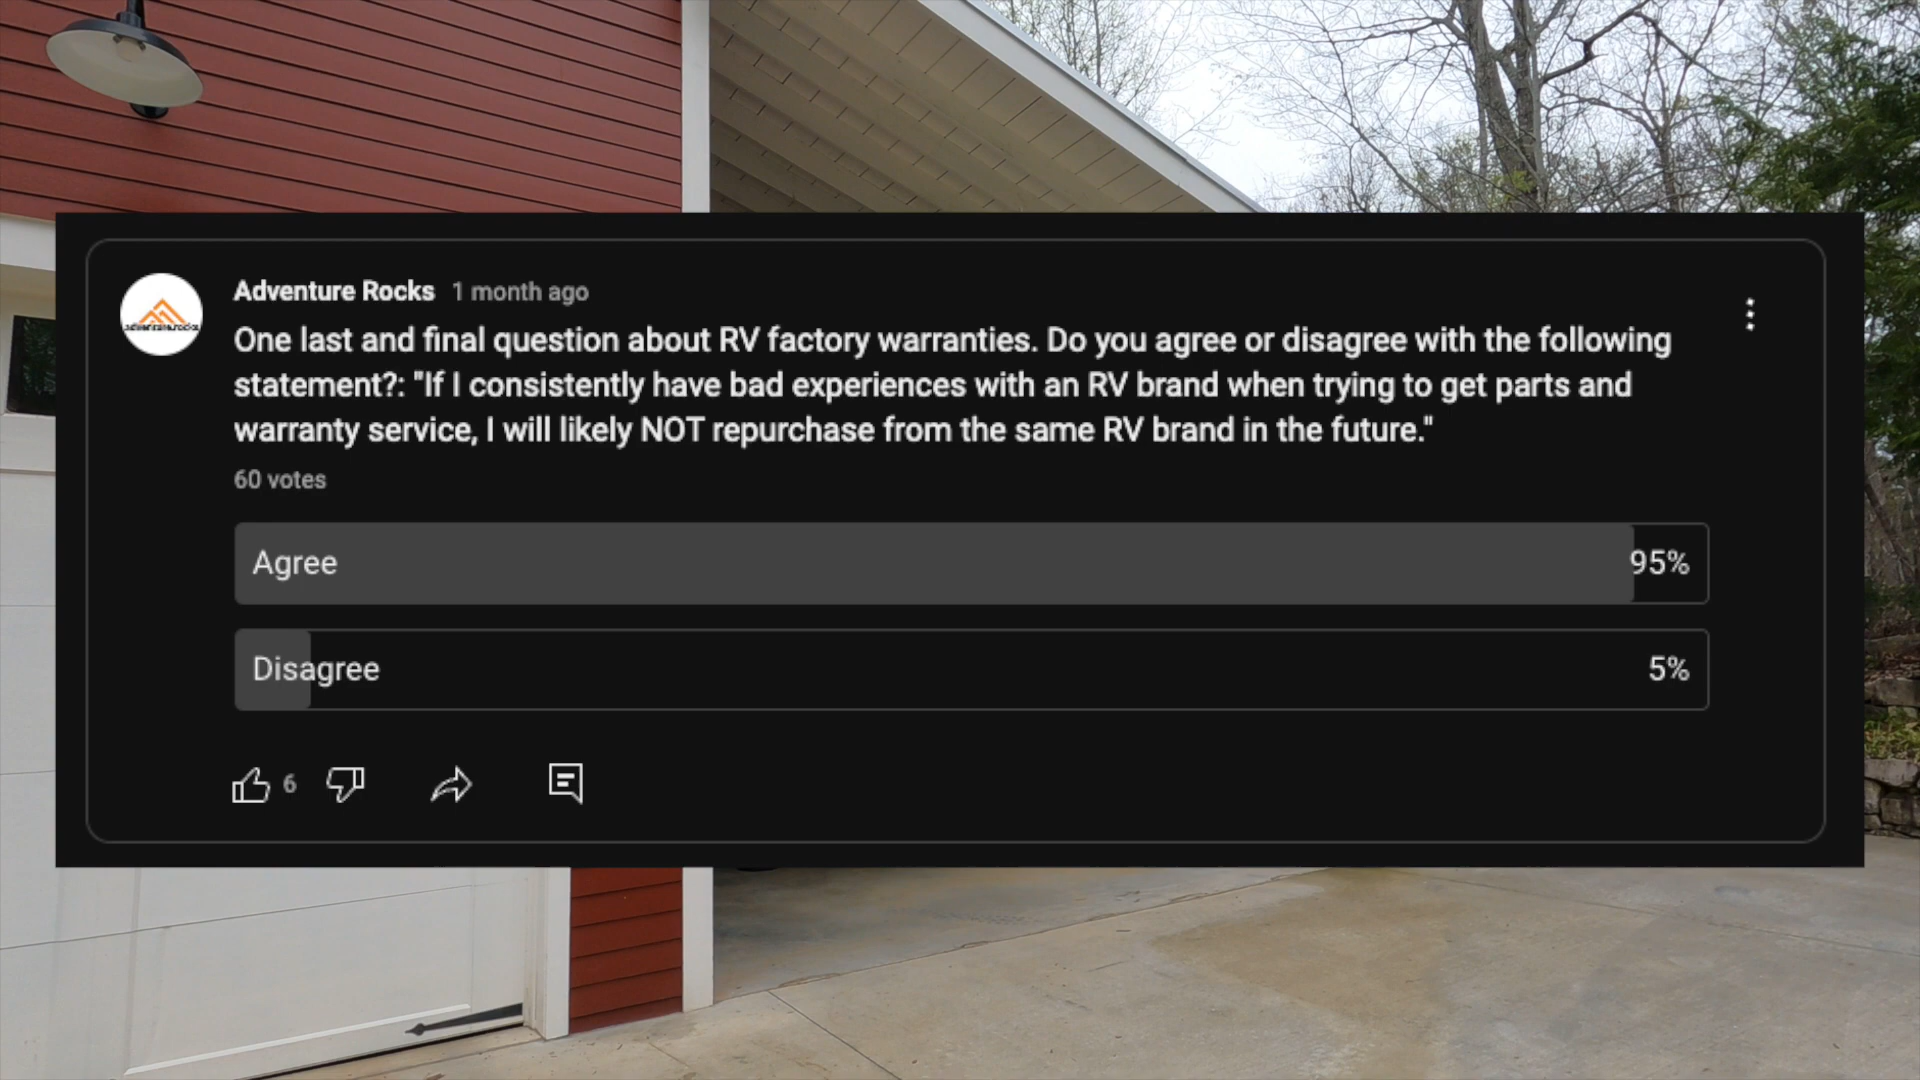 Adventure Rocks 1 month ago
One last and final question about RV factory warranties. Do you agree or disagree with the following
statement?: "If I consistently have bad experiences with an RV brand when trying to get parts and
warranty service, I will likely NOT repurchase from the same RV brand in the future."
60 votes
Agree 95%
Disagree 5%
6